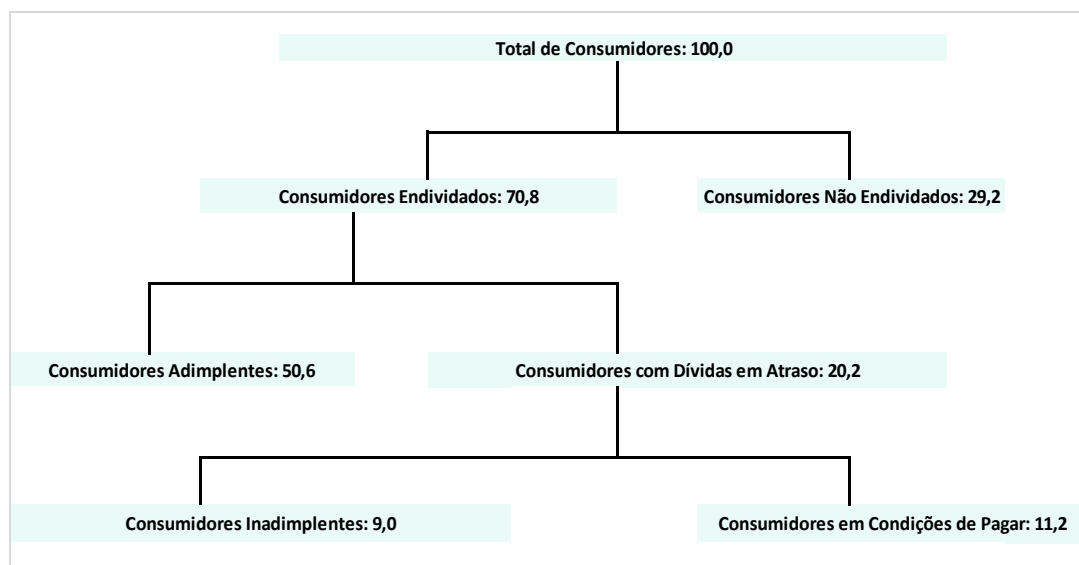 Total de Consumidores: 100,0
Consumidores Endividados: 70,8
Consumidores Não Endividados: 29,2
Consumidores Adimplentes: 50,6
Consumidores com Dívidas em Atraso: 20,2
Consumidores Inadimplentes: 9,0
Consumidores em Condições de Pagar: 11,2